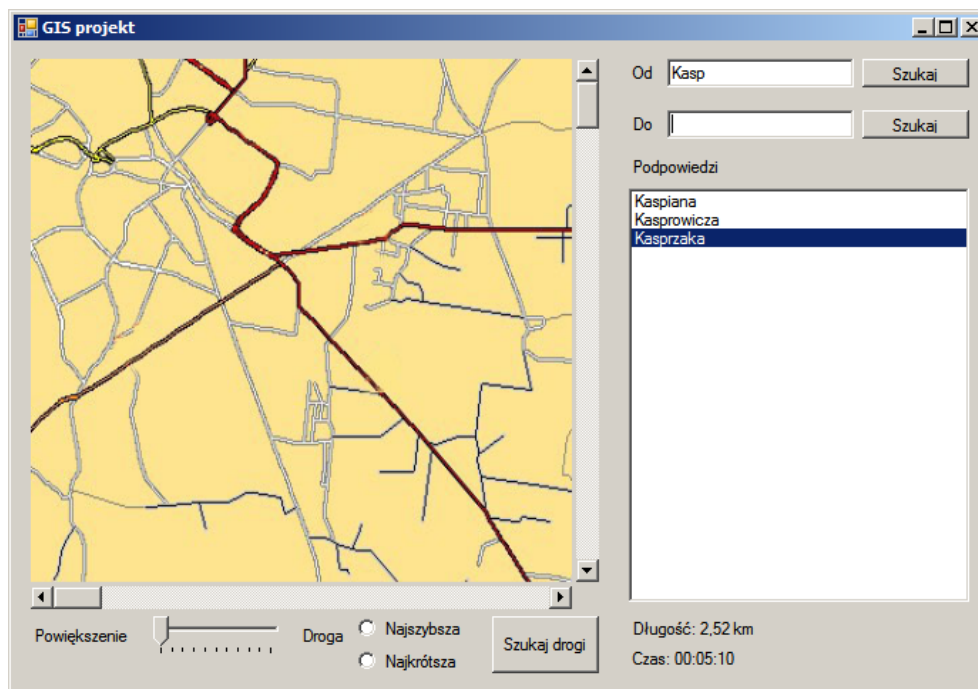 GIS projekt
Od Kasp Szukaj
Do Szukaj
Podpowiedzi
Kaspiana
Kasprowicza
Kasprzaka
Powiększenie
Droga
Najszybsza
Najkrótsza
Szukaj drogi
Długość: 2,52 km
Czas: 00:05:10